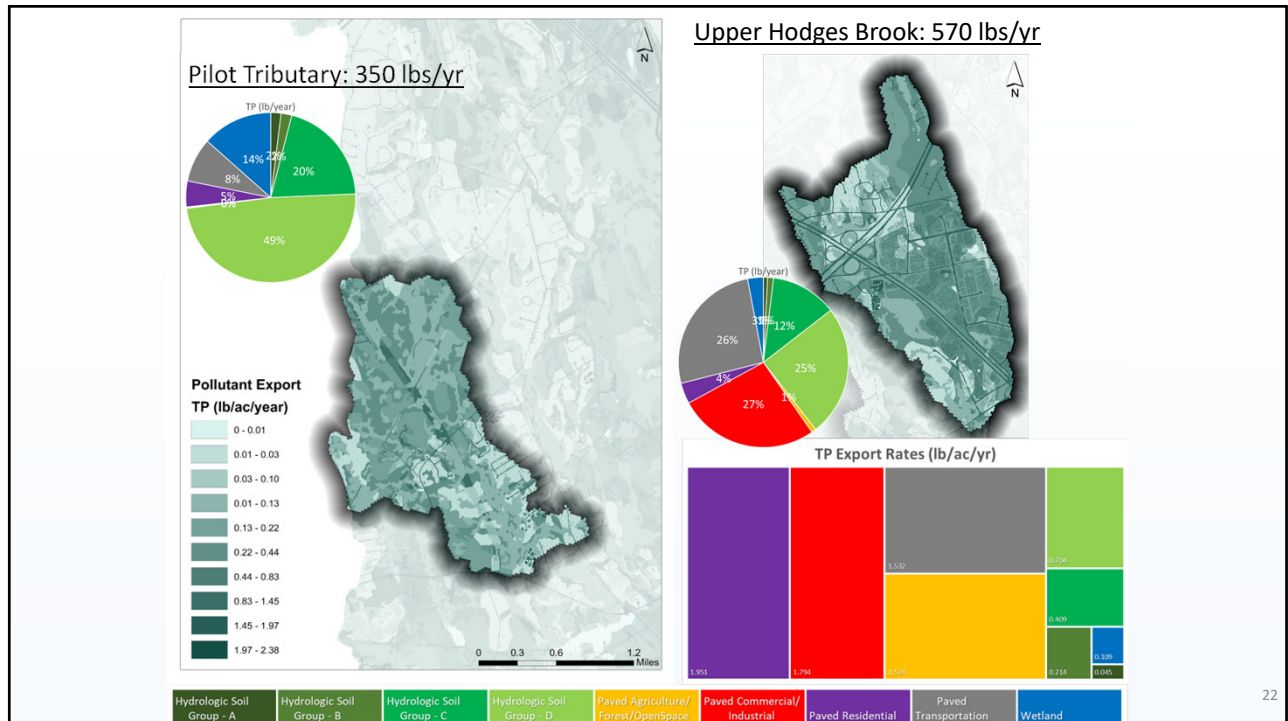 Pilot Tributary: 350 lbs/yr
TP (lb/year)
2%
20%
49%
5%
8%
14%
N
Pollutant Export
TP (lb/ac/year)
0 - 0.01
0.01 - 0.03
0.03 - 0.10
0.01 - 0.13
0.13 - 0.22
0.22 - 0.44
0.44 - 0.83
0.83 - 1.45
1.45 - 1.97
1.97 - 2.38
0 0.3 0.6 1.2
Miles
Upper Hodges Brook: 570 lbs/yr
N
TP (lb/year)
12%
25%
1%
27%
4%
26%
TP Export Rates (lb/ac/yr)
1.951
1.794
1.532
0.704
0.409
0.214
0.109
0.045
Hydrologic Soil
Group - A
Hydrologic Soil
Group - B
Hydrologic Soil
Group - C
Hydrologic Soil
Group - D
Paved Agriculture/
Forest/OpenSpace
Paved Commercial/
Industrial
Paved Residential
Paved
Transportation
Wetland
22